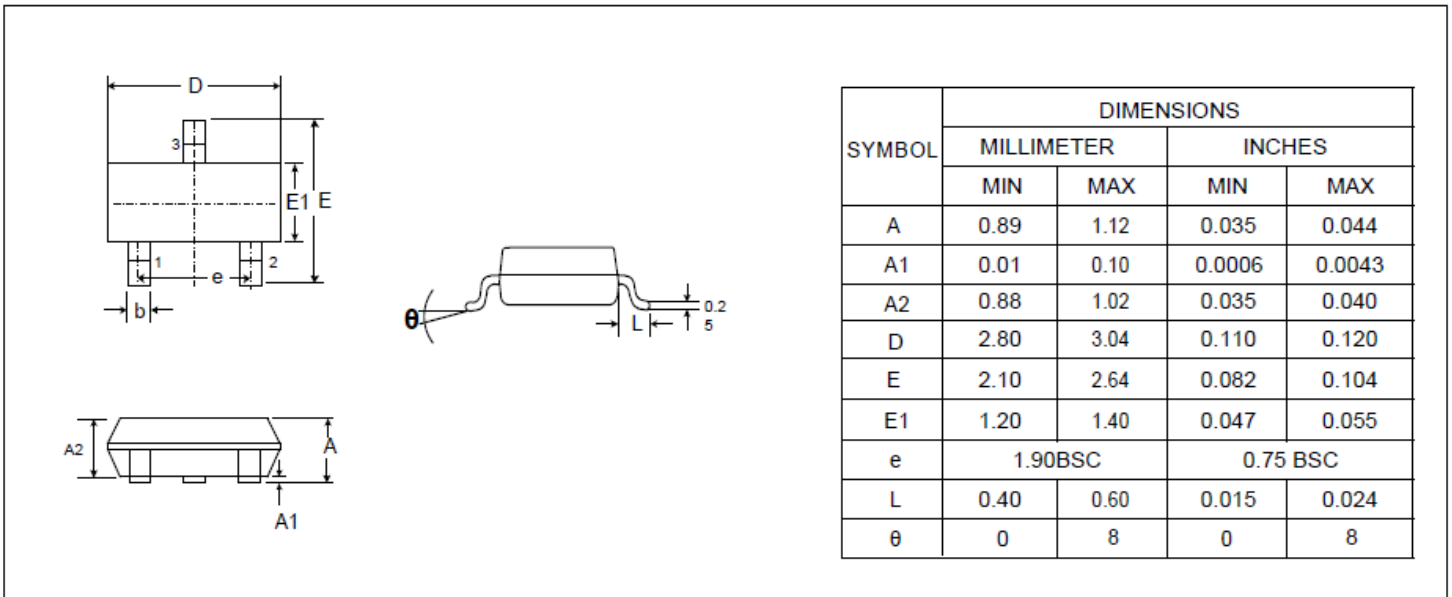 D
3
E1 E
1
2
e
b
θ
L
0.2
5
A2
A
A1
DIMENSIONS
SYMBOL MILLIMETER INCHES
MIN MAX MIN MAX
A 0.89 1.12 0.035 0.044
A1 0.01 0.10 0.0006 0.0043
A2 0.88 1.02 0.035 0.040
D 2.80 3.04 0.110 0.120
E 2.10 2.64 0.082 0.104
E1 1.20 1.40 0.047 0.055
e 1.90BSC 0.75 BSC
L 0.40 0.60 0.015 0.024
θ 0 8 0 8